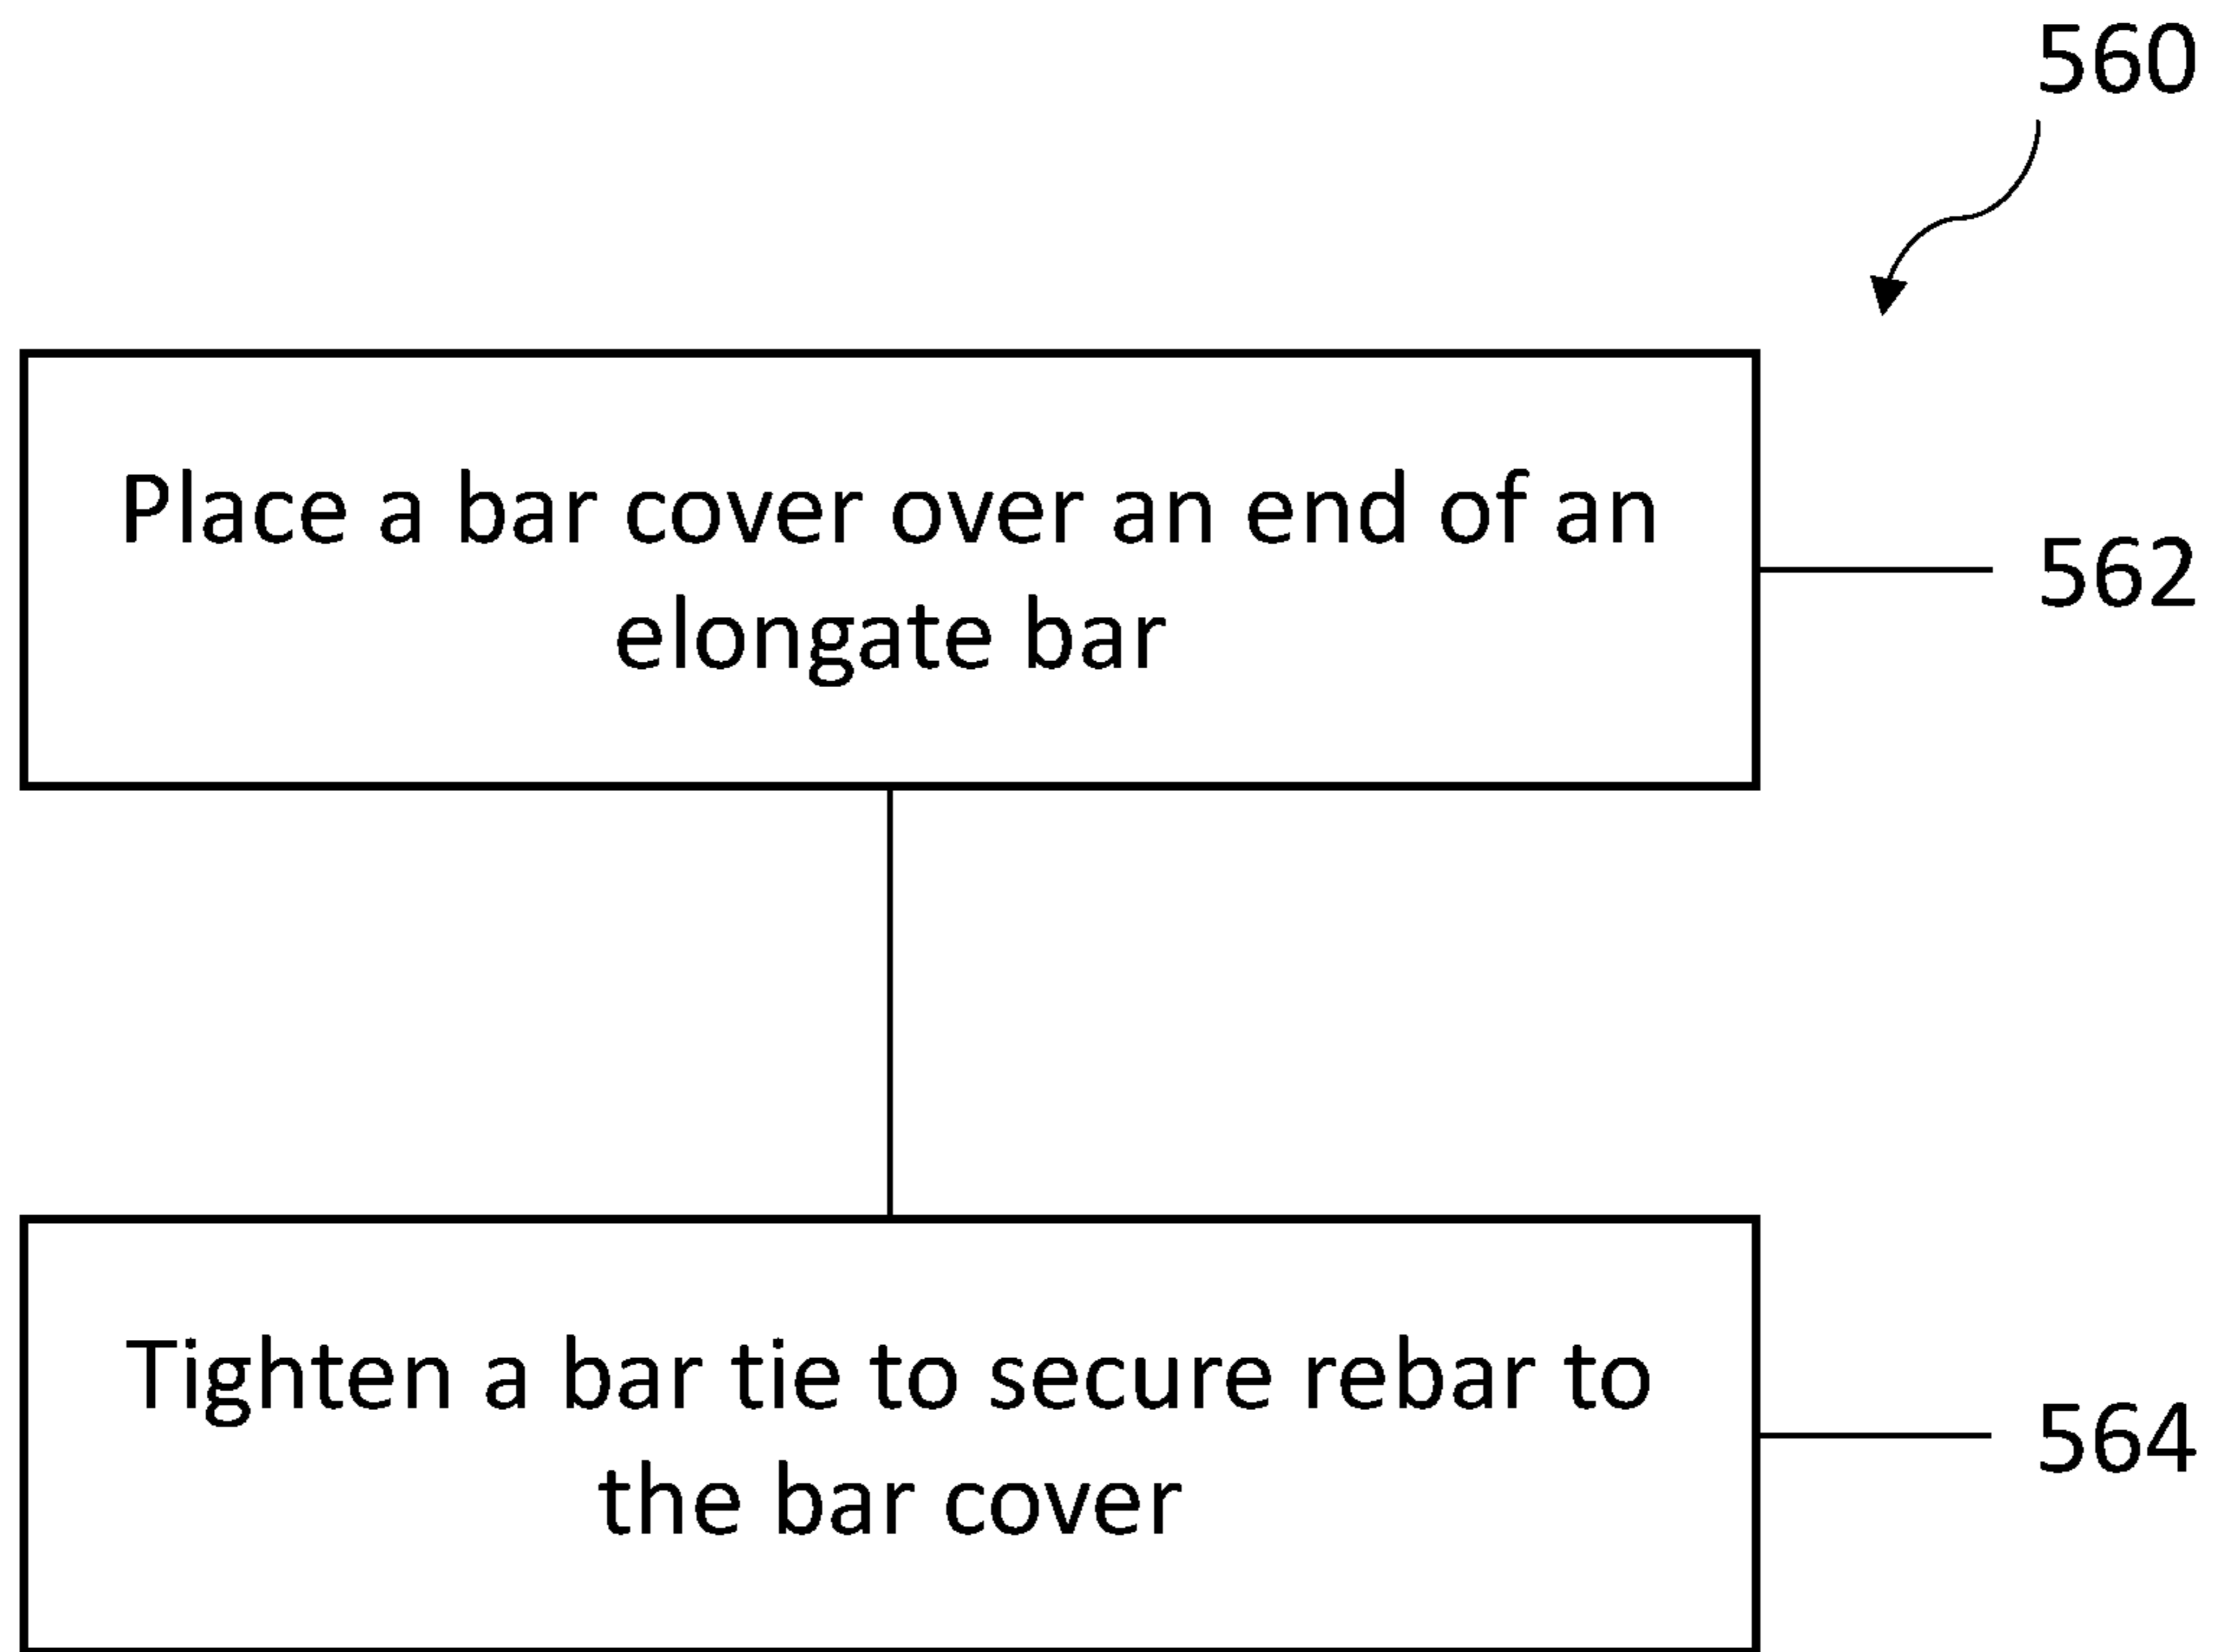 560
Place a bar cover over an end of an
elongate bar
562
Tighten a bar tie to secure rebar to
the bar cover
564